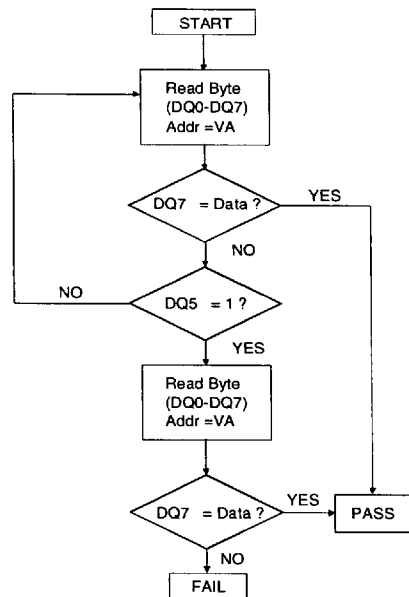 START
Read Byte
(DQ0-DQ7)
Addr =VA
DQ7 = Data ?
YES
NO
NO
DQ5 = 1 ?
YES
Read Byte
(DQ0-DQ7)
Addr =VA
DQ7 = Data ?
YES
PASS
NO
FAIL